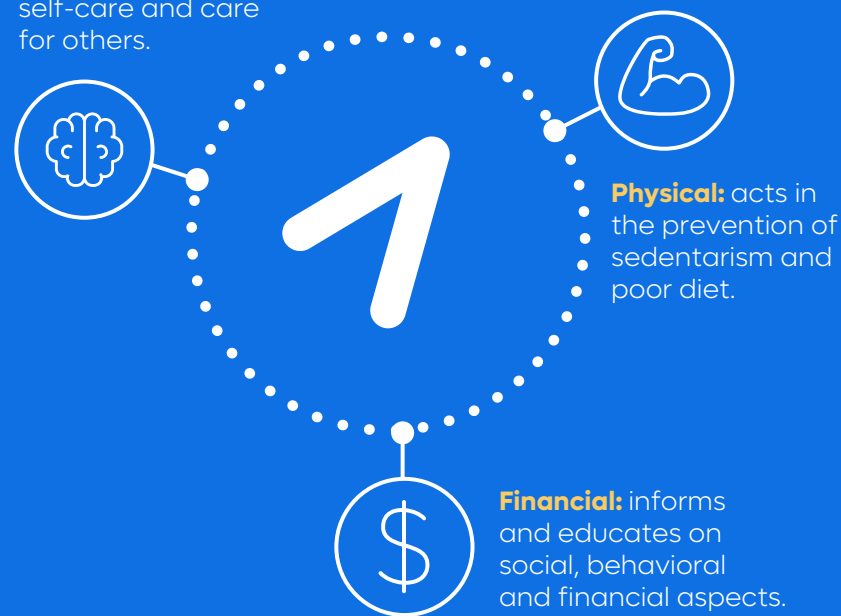 self-care and care
for others.
Physical: acts in
the prevention of
sedentarism and
poor diet.
Financial: informs
and educates on
social, behavioral
and financial aspects.